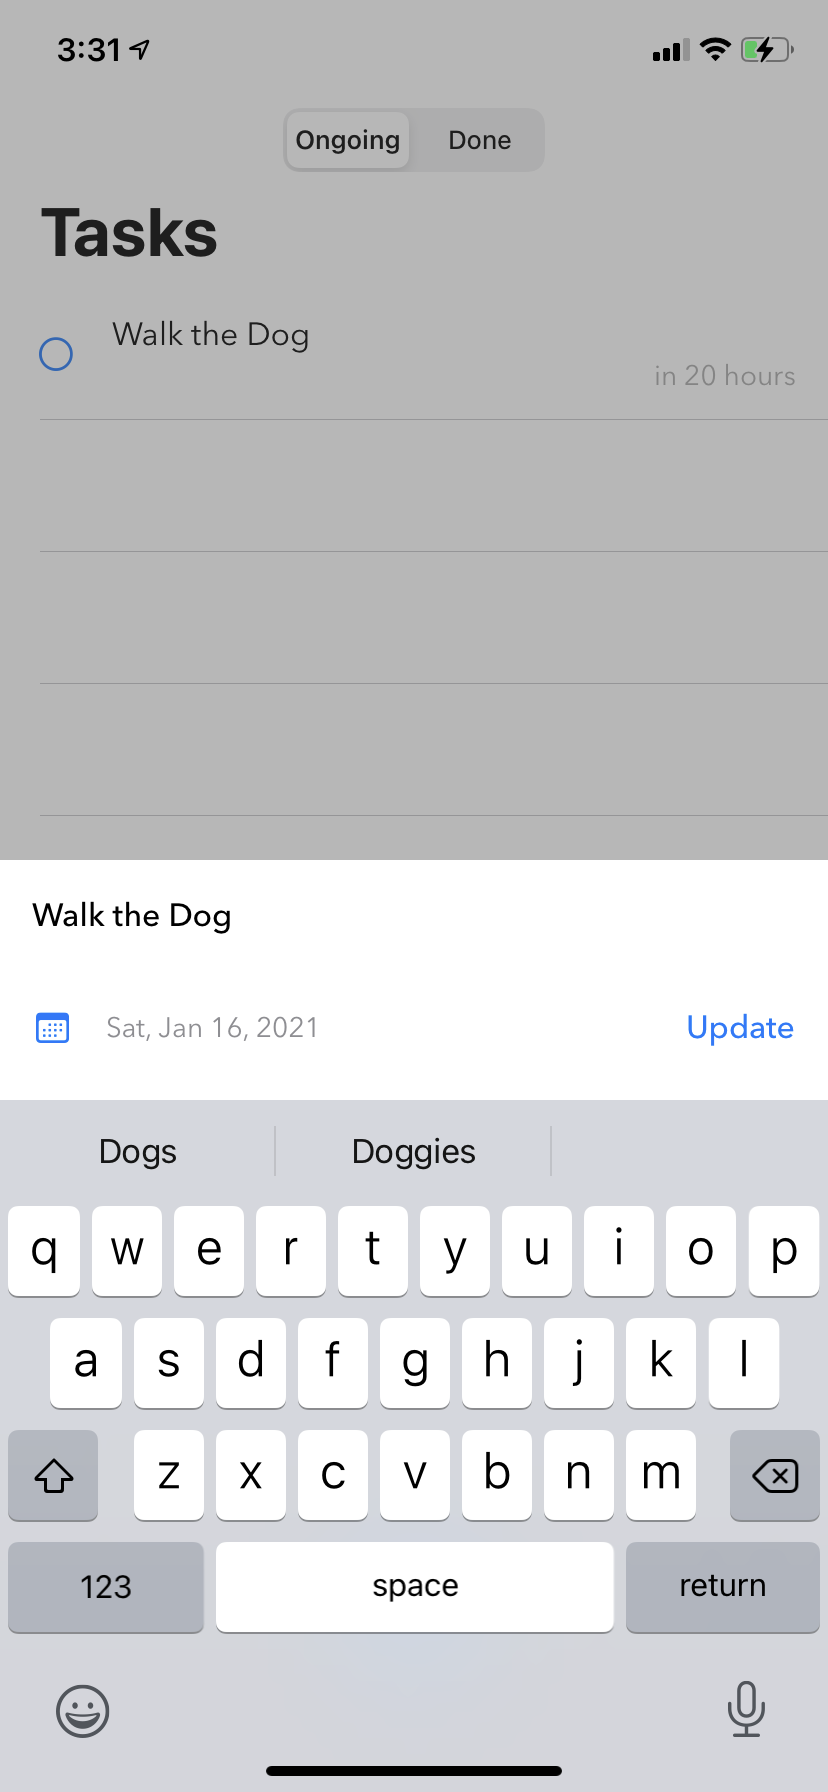 3:31
Ongoing Done
Tasks
Walk the Dog
in 20 hours
Walk the Dog
Sat, Jan 16, 2021 Update
Dogs Doggies
q w e r t y u i o p
a s d f g h j k l
z x c v b n m
123 space return